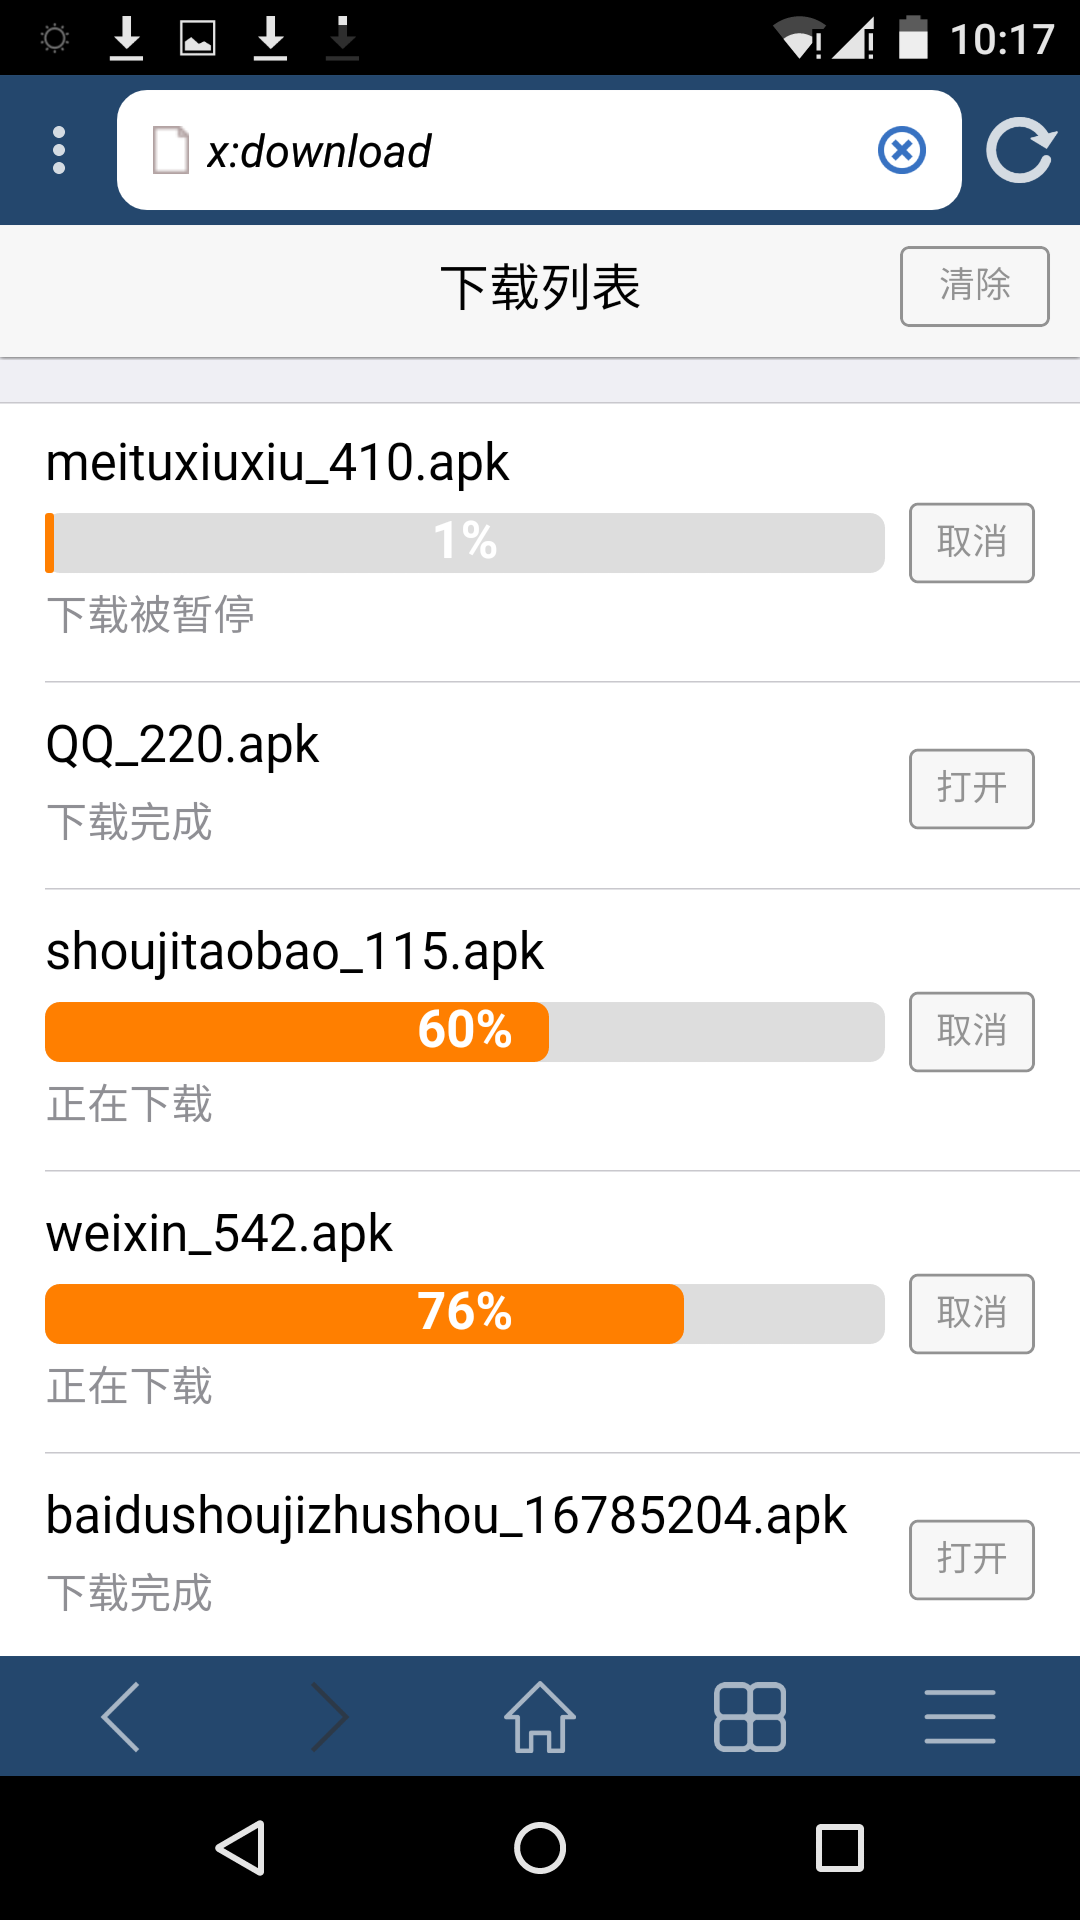 10:17
x:download
下载列表
清除
meituxiuxiu_410.apk
1%
取消
下载被暂停
QQ_220.apk
打开
下载完成
shoujitaobao_115.apk
60%
取消
正在下载
weixin_542.apk
76%
取消
正在下载
baidushoujizhushou_16785204.apk
打开
下载完成